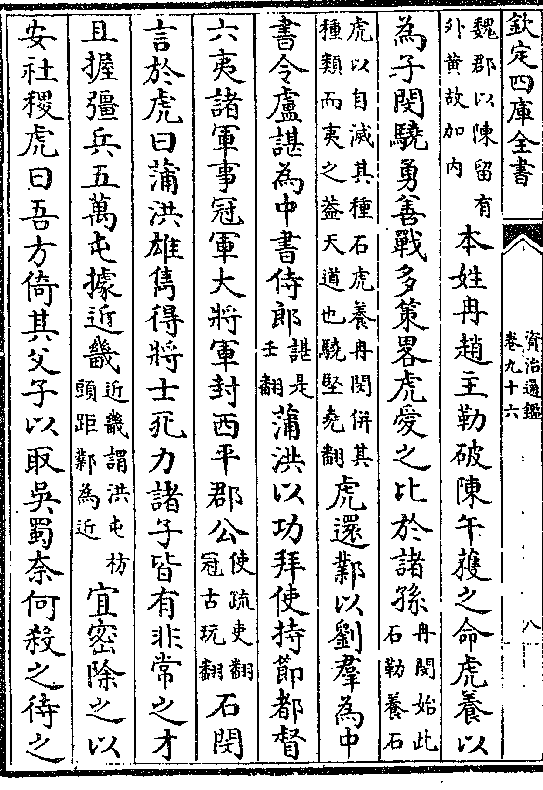 欽定四庫全書
資治通鑑
卷九十六
八
魏郡以陳留有
外黄故加内
本姓冉趙主勒破陳午獲之命虎養以
為子閔驍勇善戰多策畧虎愛之比於諸孫
冉閔始此
石勒養石
虎以自滅其種石虎養冉閔併其
種類而夷之葢天道也驍堅堯翻
虎還鄴以劉羣為中
書令盧諶為中書侍郎
諶是
壬翻
蒲洪以功拜使持節都督
六夷諸軍事冠軍大將軍封西平郡公
使疏吏翻
冠古玩翻
石閔
言於虎曰蒲洪雄雋得將士死力諸子皆有非常之才
且握彊兵五萬屯據近畿
近畿謂洪屯枋
頭距鄴為近
宜密除之以
安社稷虎曰吾方倚其父子以取吳蜀奈何殺之待之